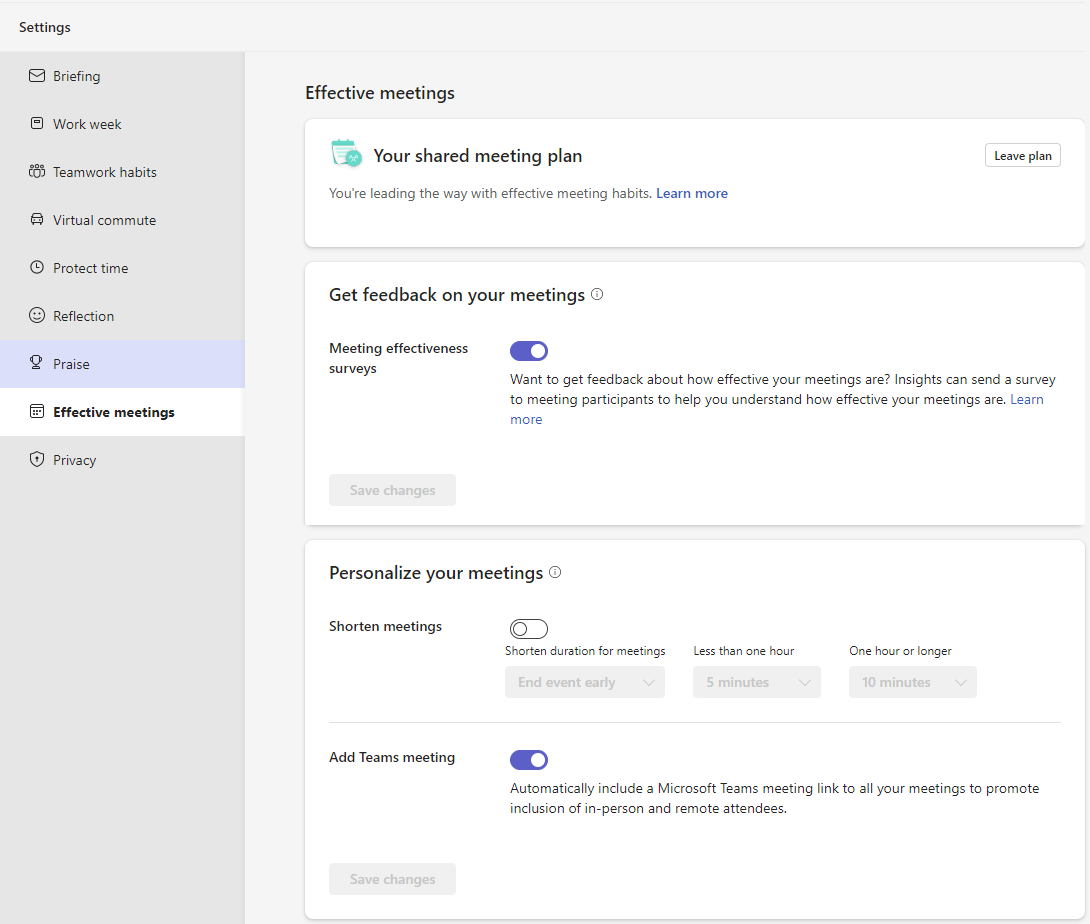 Settings
Briefing
Work week
Teamwork habits
Virtual commute
Protect time
Reflection
Praise
Effective meetings
Privacy
Effective meetings
Your shared meeting plan
Leave plan
You're leading the way with effective meeting habits. Learn more
Get feedback on your meetings
Meeting effectiveness
surveys
Want to get feedback about how effective your meetings are? Insights can send a survey
to meeting participants to help you understand how effective your meetings are. Learn
more
Save changes
Personalize your meetings
Shorten meetings
Shorten duration for meetings
Less than one hour
One hour or longer
End event early
5 minutes
10 minutes
Add Teams meeting
Automatically include a Microsoft Teams meeting link to all your meetings to promote
inclusion of in-person and remote attendees.
Save changes